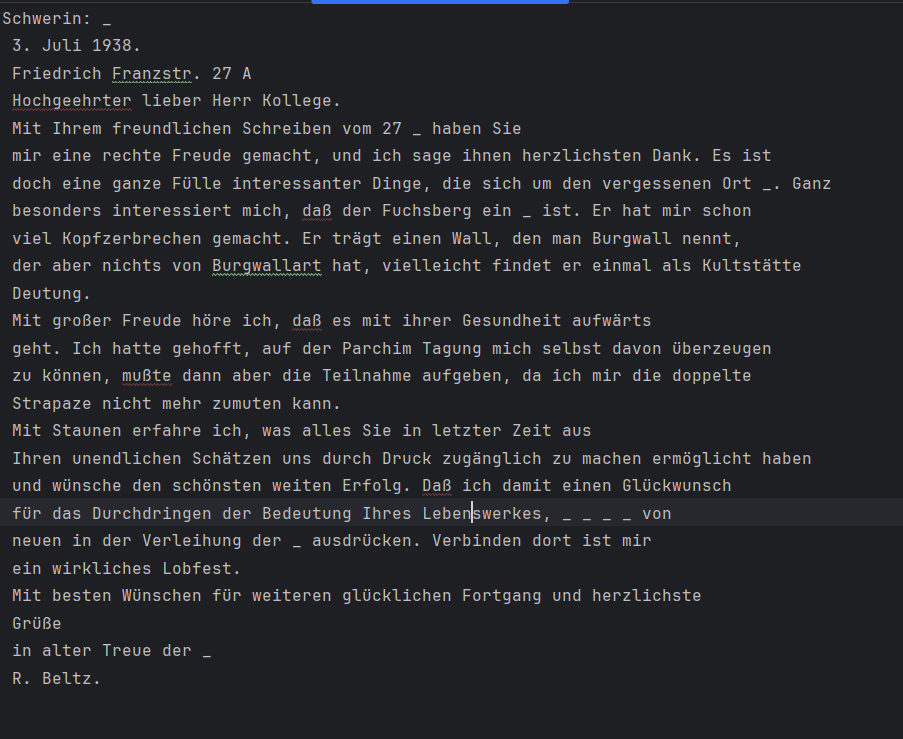 Schwerin: _
3. Juli 1938.
Friedrich Franzstr. 27 A
Hochgeehrter lieber Herr Kollege.
Mit Ihrem freundlichen Schreiben vom 27 _ haben Sie
mir eine rechte Freude gemacht, und ich sage ihnen herzlichsten Dank. Es ist
doch eine ganze Fülle interessanter Dinge, die sich um den vergessenen Ort _. Ganz
besonders interessiert mich, daß der Fuchsberg ein _ ist. Er hat mir schon
viel Kopfzerbrechen gemacht. Er trägt einen Wall, den man Burgwall nennt,
der aber nichts von Burgwallart hat, vielleicht findet er einmal als Kultstätte
Deutung.
Mit großer Freude höre ich, daß es mit ihrer Gesundheit aufwärts
geht. Ich hatte gehofft, auf der Parchim Tagung mich selbst davon überzeugen
zu können, mußte dann aber die Teilnahme aufgeben, da ich mir die doppelte
Strapaze nicht mehr zumuten kann.
Mit Staunen erfahre ich, was alles Sie in letzter Zeit aus
Ihren unendlichen Schätzen uns durch Druck zugänglich zu machen ermöglicht haben
und wünsche den schönsten weiten Erfolg. Daß ich damit einen Glückwunsch
für das Durchdringen der Bedeutung Ihres Lebenswerkes, _ _ _ _ von
neuen in der Verleihung der _ ausdrücken. Verbinden dort ist mir
ein wirkliches Lobfest.
Mit besten Wünschen für weiteren glücklichen Fortgang und herzlichste
Grüße
in alter Treue der _
R. Beltz.